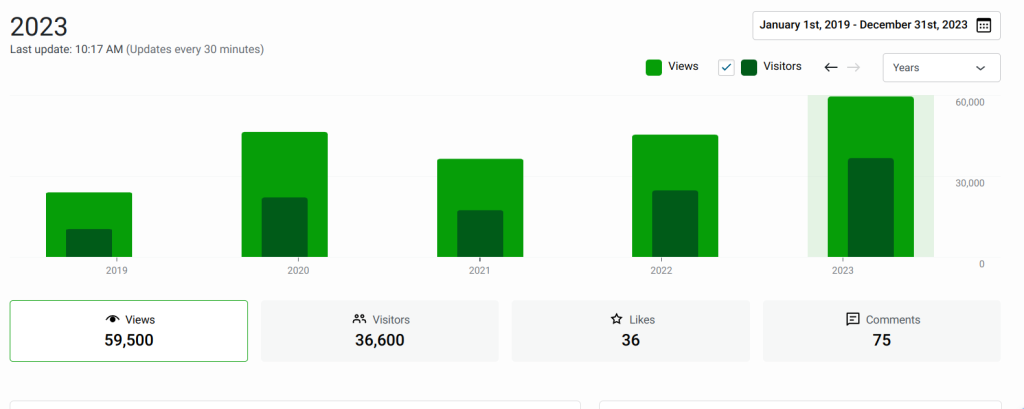 2023
January 1st, 2019 - December 31st, 2023
Last update: 10:17 AM (Updates every 30 minutes)
Views
Visitors
Years
60,000
30,000
0
2019
2020
2021
2022
2023
Views
59,500
Visitors
36,600
Likes
36
Comments
75